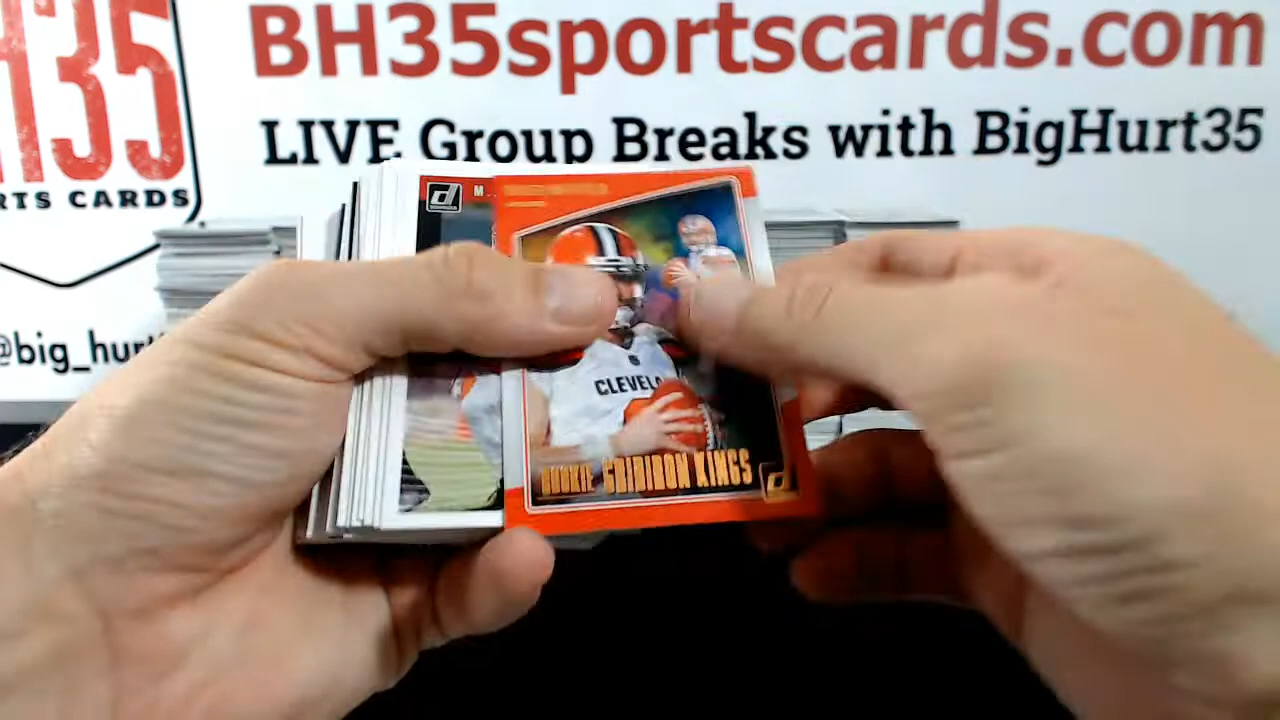 BH35sportscards.com
LIVE Group Breaks with BigHurt35
H35
RTS CARDS
@big_hurt
M
CLEVEL
ROOKIE GRIDIRON KINGS